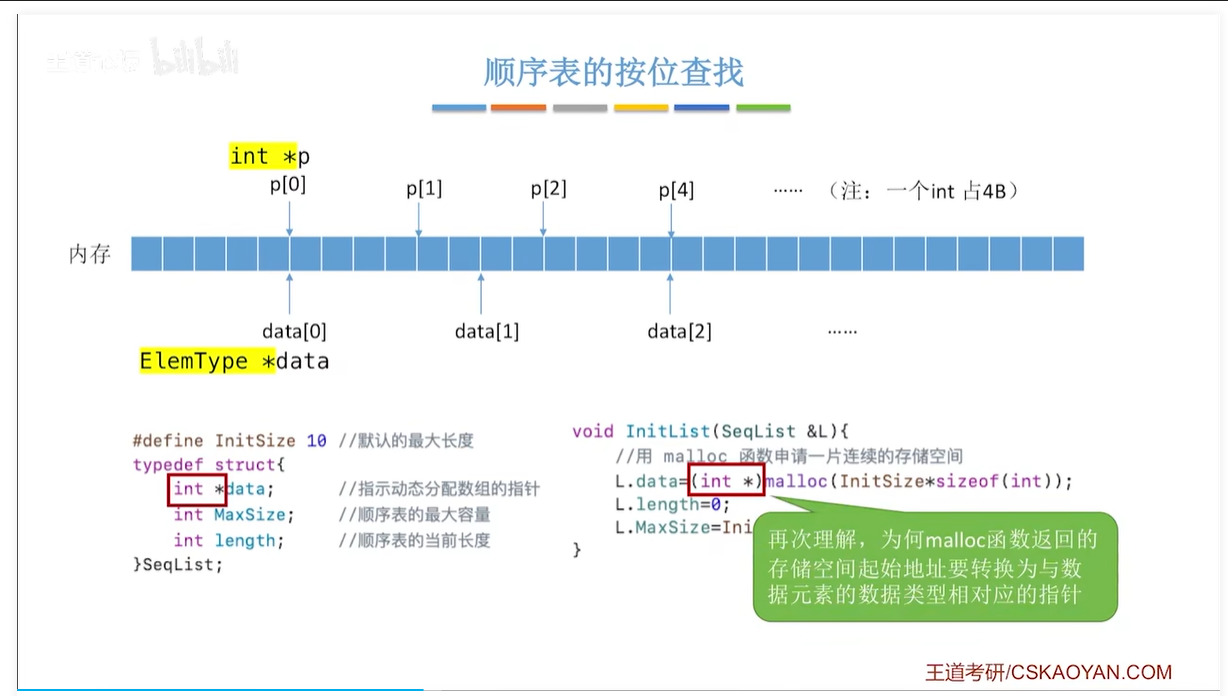 bilibili
顺序表的按位查找
int *p
p[0] p[1] p[2] p[4] …… （注：一个int 占4B）
内存
data[0] data[1] data[2] ……
ElemType *data
#define InitSize 10 //默认的最大长度
typedef struct{
int *data; //指示动态分配数组的指针
int MaxSize; //顺序表的最大容量
int length; //顺序表的当前长度
}SeqList;
void InitList(SeqList &L){
//用 malloc 函数申请一片连续的存储空间
L.data=(int *)malloc(InitSize*sizeof(int));
L.length=0;
L.MaxSize=Ini
}
再次理解，为何malloc函数返回的
存储空间起始地址要转换为与数
据元素的数据类型相对应的指针
王道考研/CSKAOYAN.COM